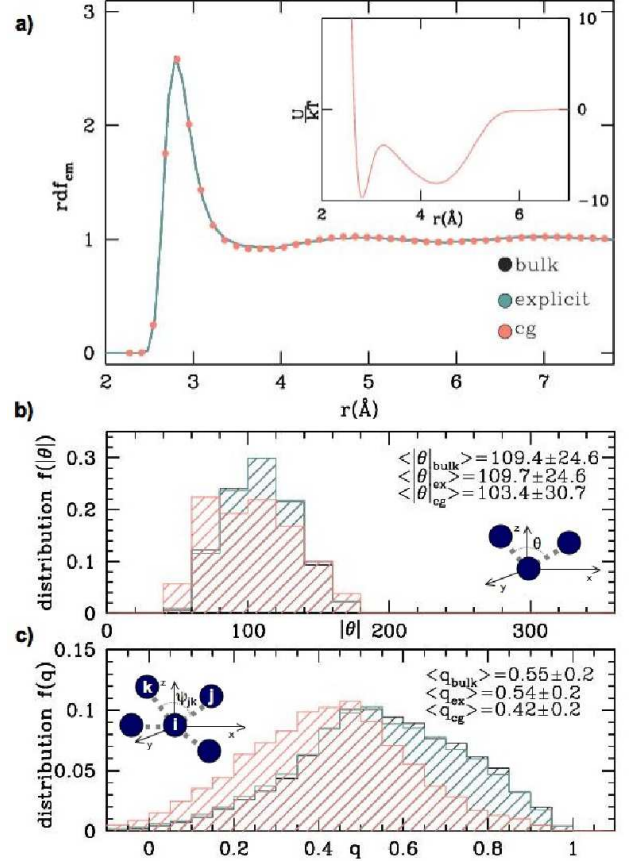 a)
3
2
1
0
rdf_em
2 3 4 5 6 7
r(Å)
10
0
-10
U/kT
2 4 6
r(Å)
bulk
explicit
cg
b)
distribution f(|θ|)
0.3
0.2
0.1
0
<|θ|_bulk>=109.4±24.6
<|θ|_ex>=109.7±24.6
<|θ|_cg>=103.4±30.7
z
θ
x
y
0 100 |θ| 200 300
c)
distribution f(q)
0.15
0.1
0.05
0
k
z
ψ_jk
j
i
x
y
<q_bulk>=0.55±0.2
<q_ex>=0.54±0.2
<q_cg>=0.42±0.2
0 0.2 0.4 q 0.6 0.8 1